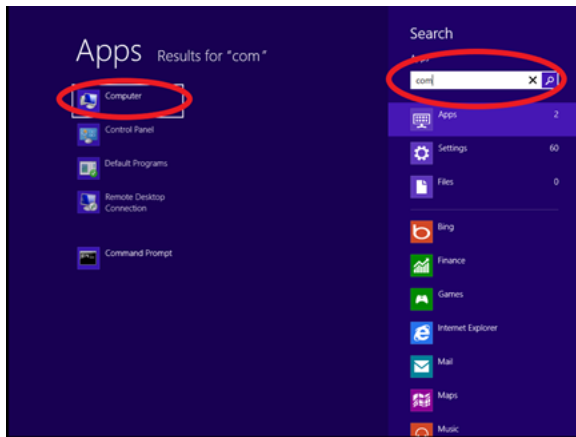 Apps Results for "com"
Computer
Control Panel
Default Programs
Remote Desktop
Connection
Command Prompt
Search
Apps
com
Apps 2
Settings 60
Files 0
Bing
Finance
Games
Internet Explorer
Mail
Maps
Music